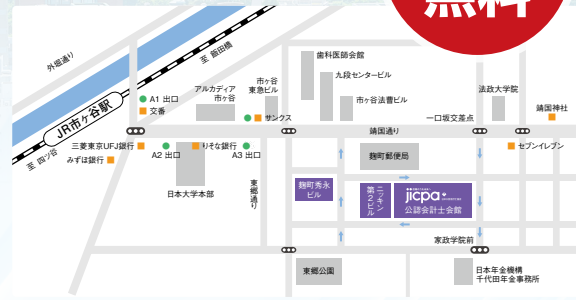 無料
外堀通り
至 飯田橋
JR市ヶ谷駅
至 四ツ谷
A1 出口
交番
アルカディア
市ヶ谷
市ヶ谷
東急ビル
サンクス
歯科医師会館
九段センタービル
市ヶ谷法曹ビル
一口坂交差点
法政大学院
靖国神社
靖国通り
三菱東京UFJ銀行
みずほ銀行
A2 出口
りそな銀行
A3 出口
日本大学本部
東郷通り
麹町郵便局
セブンイレブン
麹町秀永
ビル
ニッキン
第2ビル
jicpa
公認会計士会館
家政学院前
東郷公園
日本年金機構
千代田年金事務所